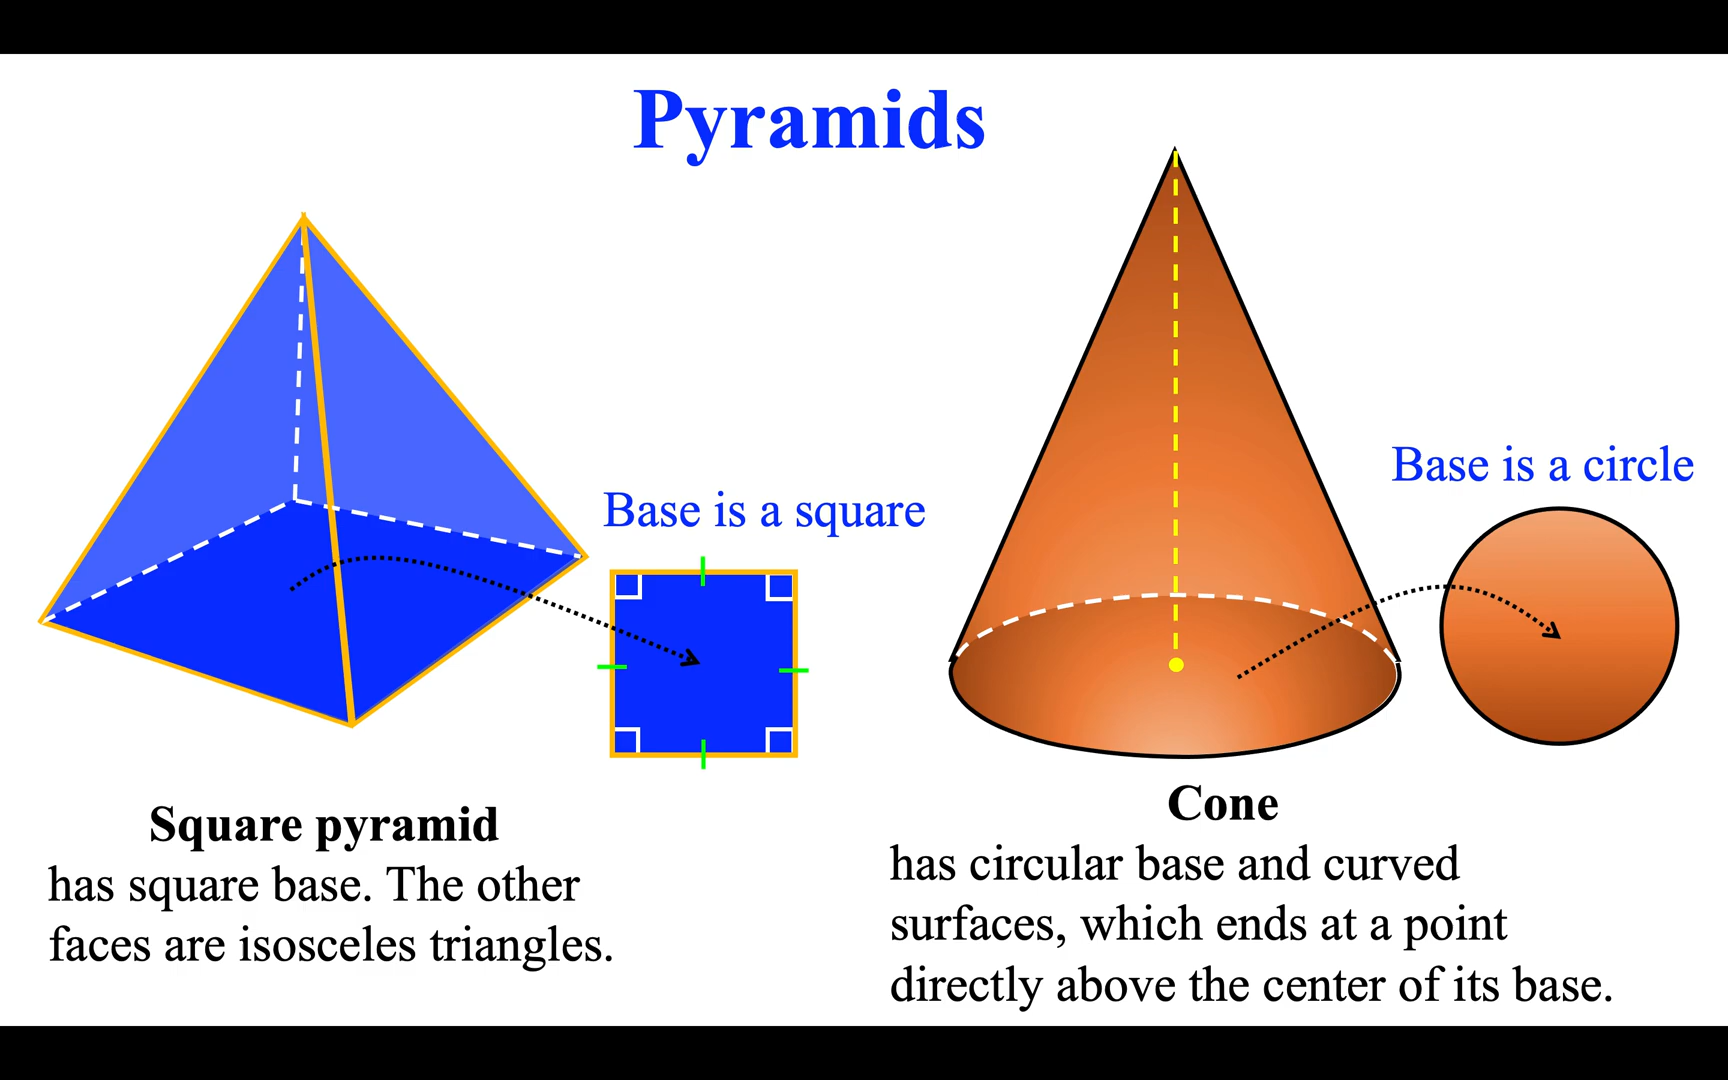 Pyramids
Base is a square
Base is a circle
Square pyramid
has square base. The other
faces are isosceles triangles.
Cone
has circular base and curved
surfaces, which ends at a point
directly above the center of its base.